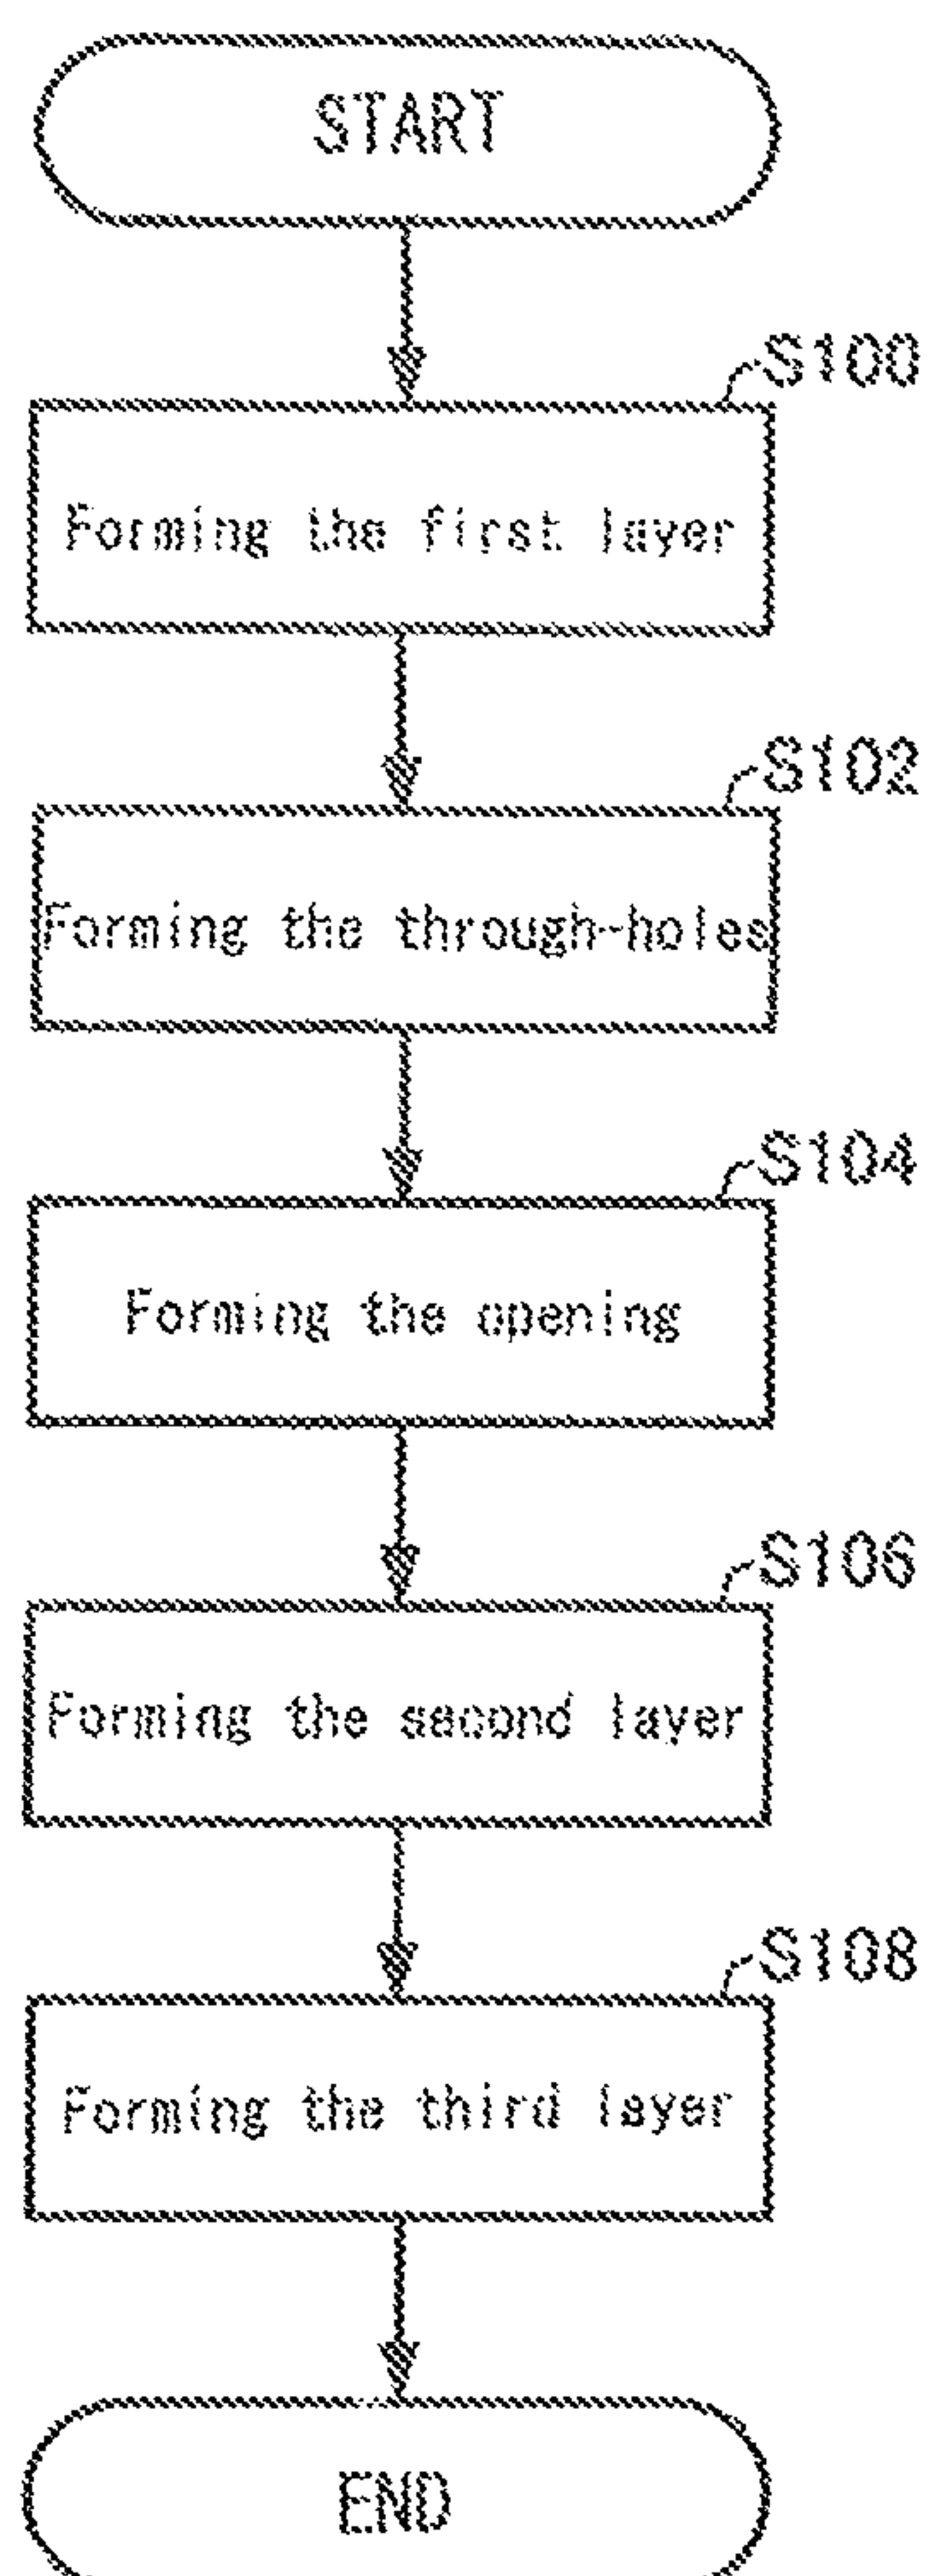 START
S100
Forming the first layer
S102
Forming the through-holes
S104
Forming the opening
S106
Forming the second layer
S108
Forming the third layer
END